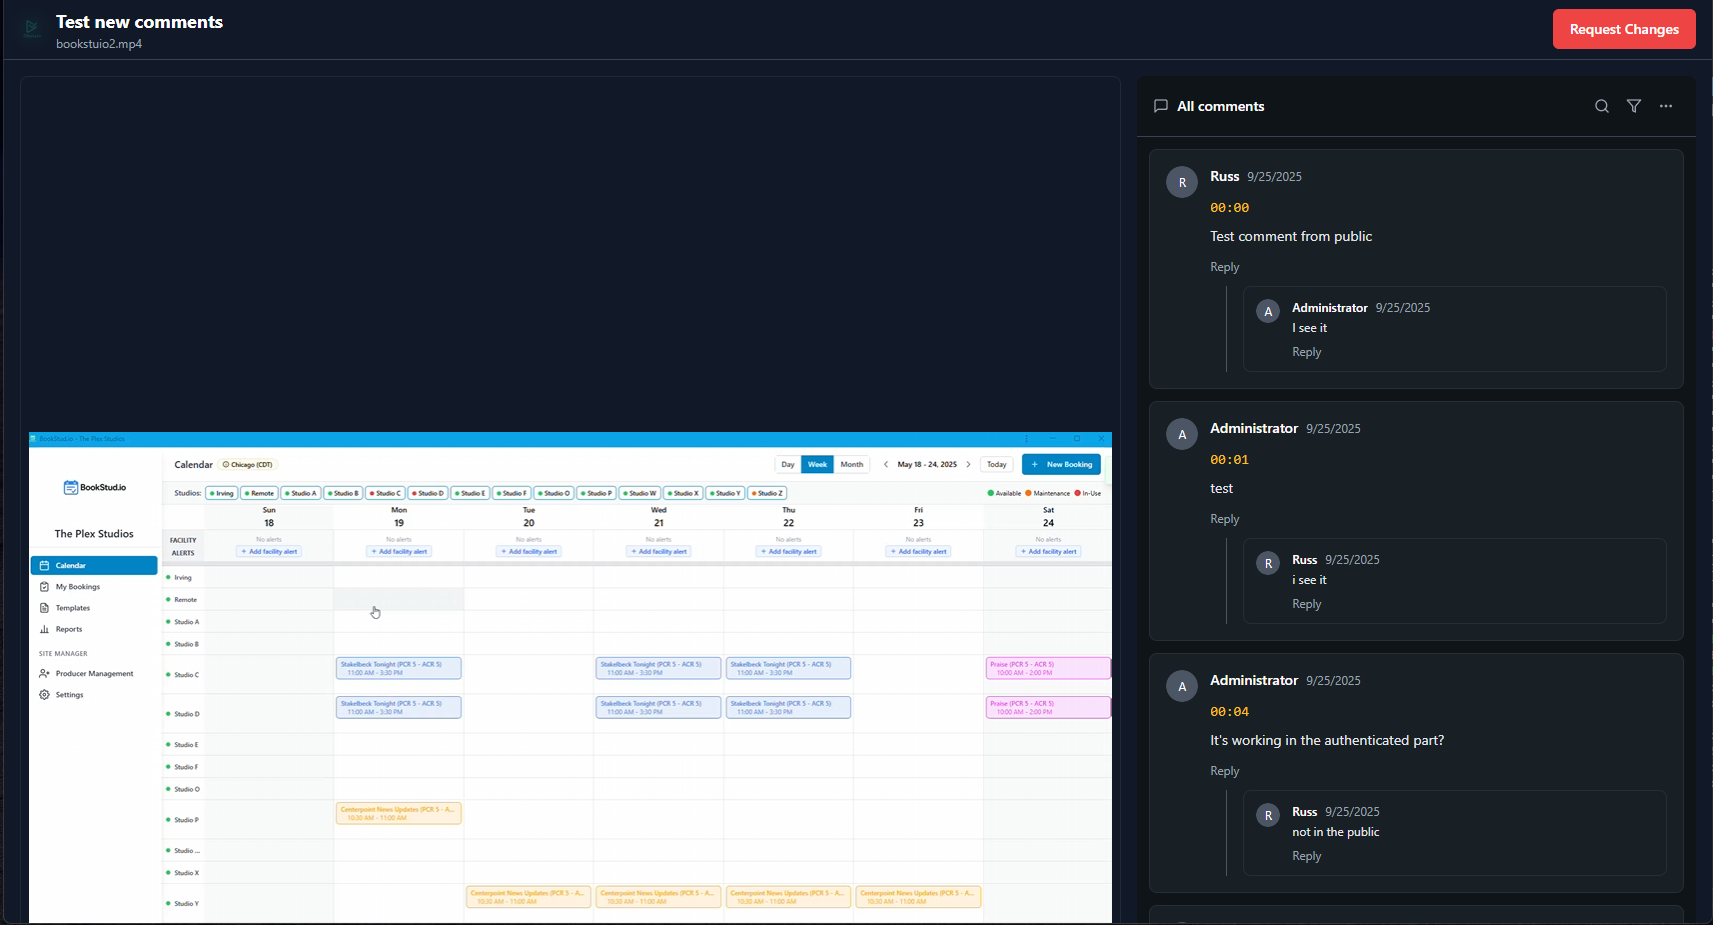 Test new comments
bookstuio2.mp4
Request Changes
BookStud.io - The Plex Studios
BookStud.io
The Plex Studios
Calendar
My Bookings
Templates
Reports
SITE MANAGER
Producer Management
Settings
Calendar Chicago (CDT)
Day Week Month May 18 - 24, 2025 Today + New Booking
Studios: Irving Remote Studio A Studio B Studio C Studio D Studio E Studio F Studio O Studio P Studio W Studio X Studio Y Studio Z
Available Maintenance In-Use
Sun Mon Tue Wed Thu Fri Sat
18 19 20 21 22 23 24
FACILITY ALERTS
No alerts No alerts No alerts No alerts No alerts No alerts No alerts
+ Add facility alert + Add facility alert + Add facility alert + Add facility alert + Add facility alert + Add facility alert + Add facility alert
Irving
Remote
Studio A
Studio B
Studio C
Stakelbeck Tonight (PCR 5 - ACR 5) Stakelbeck Tonight (PCR 5 - ACR 5) Stakelbeck Tonight (PCR 5 - ACR 5) Praise (PCR 5 - ACR 5)
11:00 AM - 3:30 PM 11:00 AM - 3:30 PM 11:00 AM - 3:30 PM 10:00 AM - 2:00 PM
Studio D
Stakelbeck Tonight (PCR 5 - ACR 5) Stakelbeck Tonight (PCR 5 - ACR 5) Stakelbeck Tonight (PCR 5 - ACR 5) Praise (PCR 5 - ACR 5)
11:00 AM - 3:30 PM 11:00 AM - 3:30 PM 11:00 AM - 3:30 PM 10:00 AM - 2:00 PM
Studio E
Studio F
Studio O
Studio P
Centerpoint News Updates (PCR 5 - A...
10:30 AM - 11:00 AM
Studio ...
Studio X
Studio Y
Centerpoint News Updates (PCR 5 - A... Centerpoint News Updates (PCR 5 - A... Centerpoint News Updates (PCR 5 - A... Centerpoint News Updates (PCR 5 - A...
10:30 AM - 11:00 AM 10:30 AM - 11:00 AM 10:30 AM - 11:00 AM 10:30 AM - 11:00 AM
All comments
R Russ 9/25/2025
00:00
Test comment from public
Reply
A Administrator 9/25/2025
I see it
Reply
A Administrator 9/25/2025
00:01
test
Reply
R Russ 9/25/2025
i see it
Reply
A Administrator 9/25/2025
00:04
It's working in the authenticated part?
Reply
R Russ 9/25/2025
not in the public
Reply